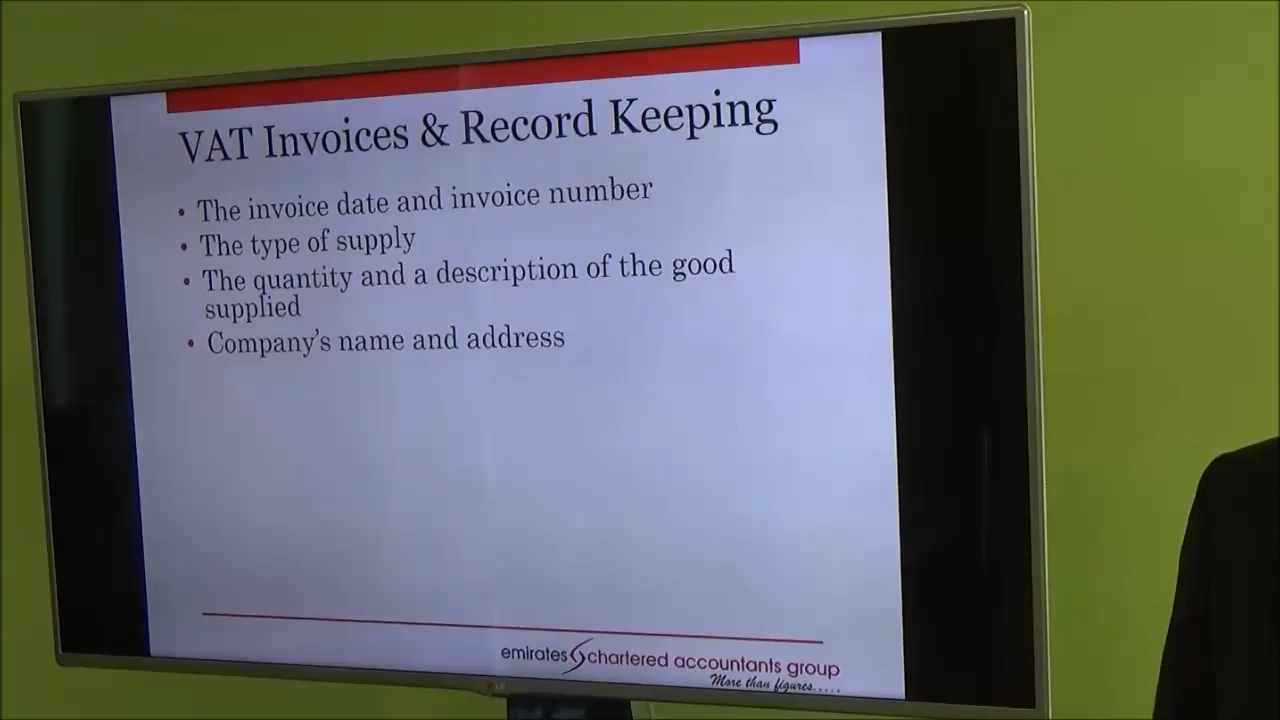 VAT Invoices & Record Keeping
• The invoice date and invoice number
• The type of supply
• The quantity and a description of the good
supplied
• Company's name and address
emirates chartered accountants group
More than figures.....
LG